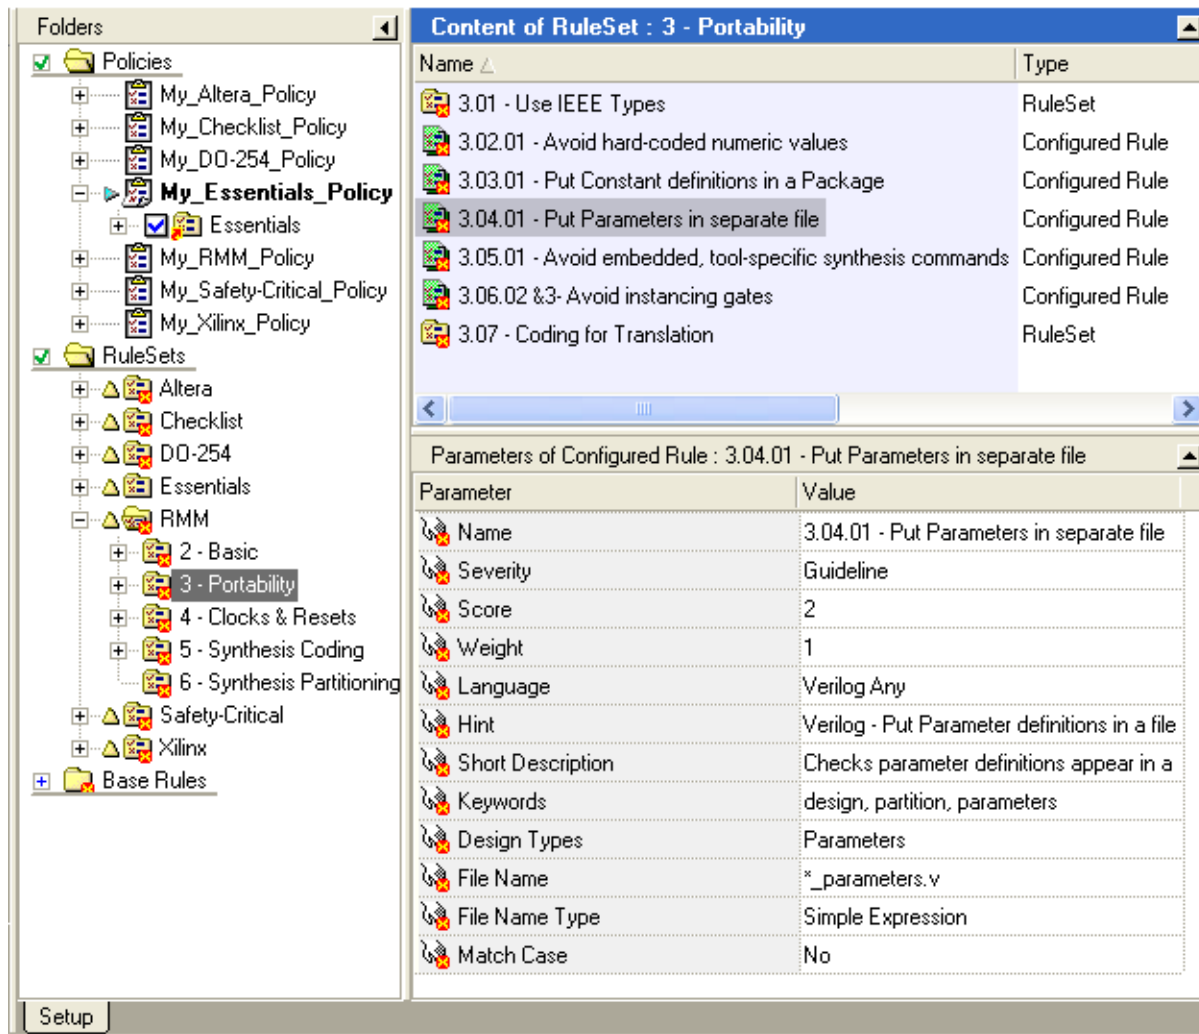 Folders
Policies
My_Altera_Policy
My_Checklist_Policy
My_DO-254_Policy
My_Essentials_Policy
Essentials
My_RMM_Policy
My_Safety-Critical_Policy
My_Xilinx_Policy
RuleSets
Altera
Checklist
DO-254
Essentials
RMM
2 - Basic
3 - Portability
4 - Clocks & Resets
5 - Synthesis Coding
6 - Synthesis Partitioning
Safety-Critical
Xilinx
Base Rules
Setup
Content of RuleSet : 3 - Portability
Name Type
3.01 - Use IEEE Types RuleSet
3.02.01 - Avoid hard-coded numeric values Configured Rule
3.03.01 - Put Constant definitions in a Package Configured Rule
3.04.01 - Put Parameters in separate file Configured Rule
3.05.01 - Avoid embedded, tool-specific synthesis commands Configured Rule
3.06.02 &3- Avoid instancing gates Configured Rule
3.07 - Coding for Translation RuleSet
Parameters of Configured Rule : 3.04.01 - Put Parameters in separate file
Parameter Value
Name 3.04.01 - Put Parameters in separate file
Severity Guideline
Score 2
Weight 1
Language Verilog Any
Hint Verilog - Put Parameter definitions in a file
Short Description Checks parameter definitions appear in a
Keywords design, partition, parameters
Design Types Parameters
File Name *_parameters.v
File Name Type Simple Expression
Match Case No